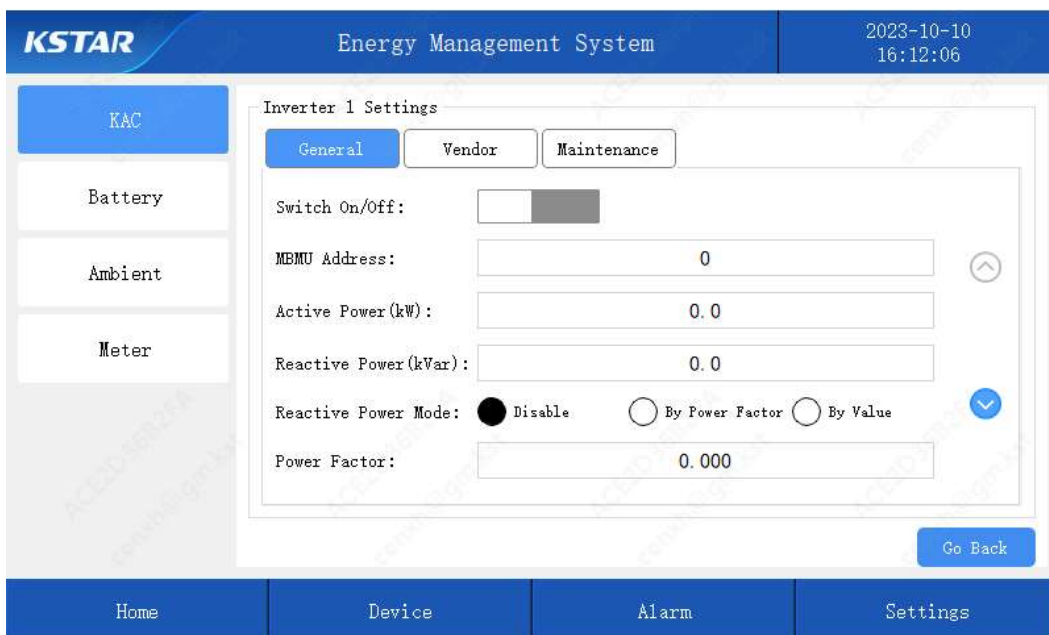 KSTAR
Energy Management System
2023-10-10
16:12:06
KAC
Battery
Ambient
Meter
Inverter 1 Settings
General Vendor Maintenance
Switch On/Off:
MBMU Address: 0
Active Power(kW): 0.0
Reactive Power(kVar): 0.0
Reactive Power Mode: Disable By Power Factor By Value
Power Factor: 0.000
Go Back
Home Device Alarm Settings